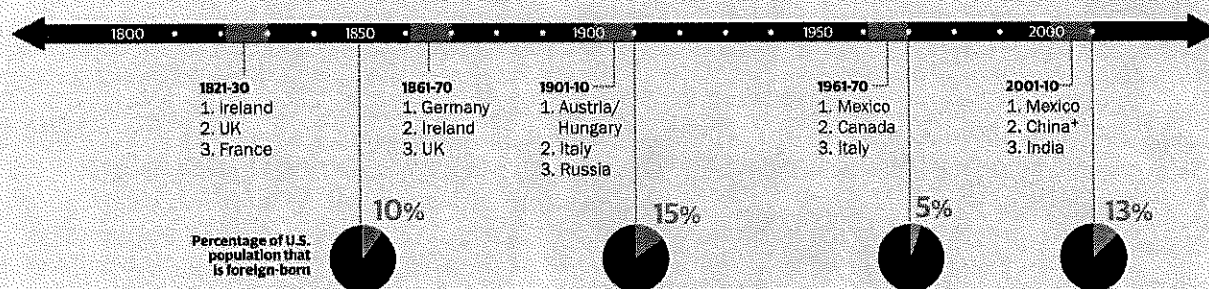 1800 1850 1900 1950 2000
1821-30
1. Ireland
2. UK
3. France
1861-70
1. Germany
2. Ireland
3. UK
1901-10
1. Austria/
Hungary
2. Italy
3. Russia
1961-70
1. Mexico
2. Canada
3. Italy
2001-10
1. Mexico
2. China+
3. India
Percentage of U.S.
population that
is foreign-born
10%
15%
5%
13%